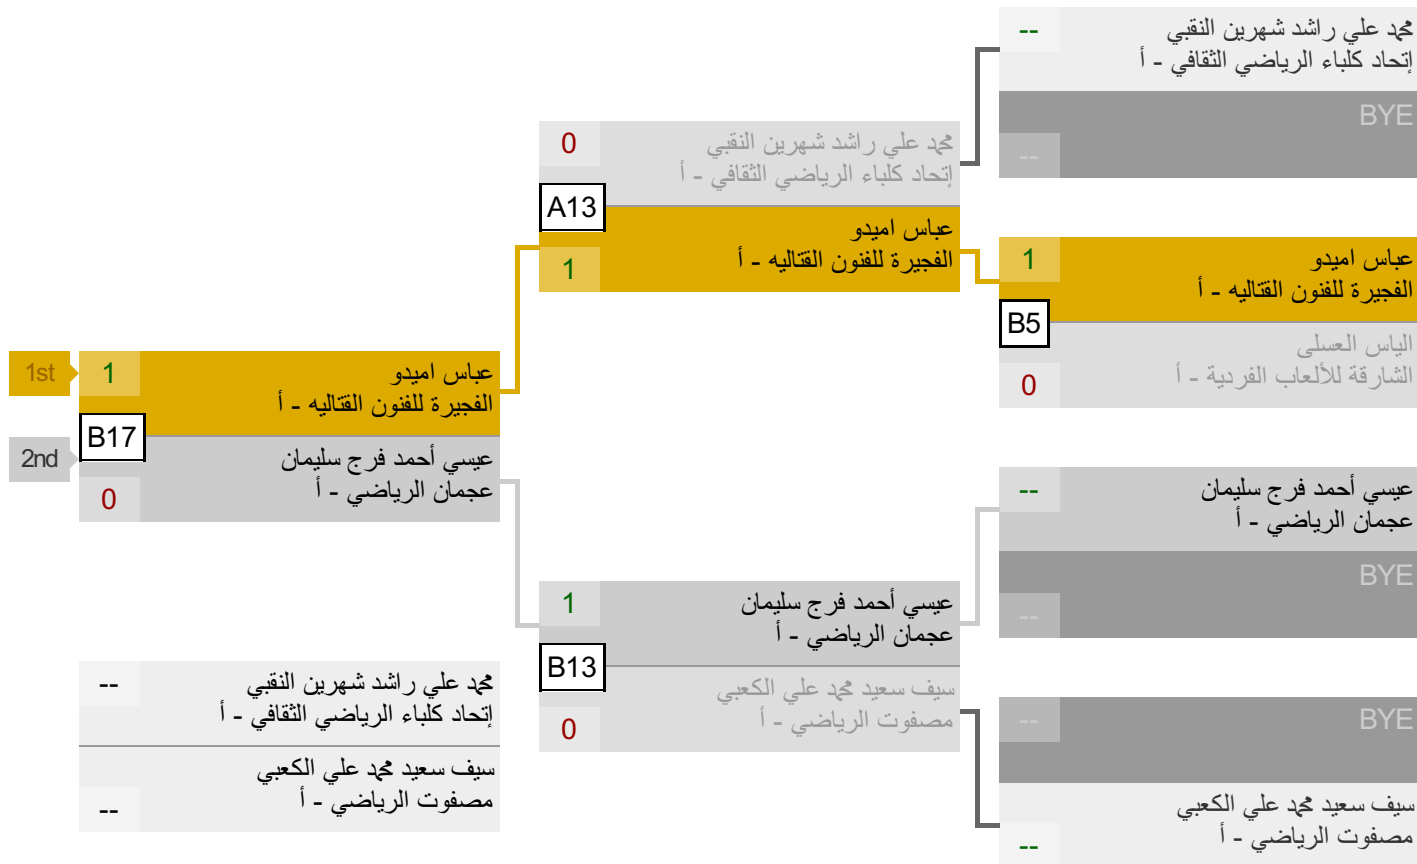 --
محمد علي راشد شهرين النقبي
إتحاد كلباء الرياضي الثقافي - أ
BYE
--
1
عباس اميدو
الفجيرة للفنون القتاليه - أ
B5
الياس العسلى
الشارقة للألعاب الفردية - أ
0
--
عيسي أحمد فرج سليمان
عجمان الرياضي - أ
BYE
--
--
BYE
سيف سعيد محمد علي الكعبي
مصفوت الرياضي - أ
--
0
محمد علي راشد شهرين النقبي
إتحاد كلباء الرياضي الثقافي - أ
A13
عباس اميدو
الفجيرة للفنون القتاليه - أ
1
1
عيسي أحمد فرج سليمان
عجمان الرياضي - أ
B13
سيف سعيد محمد علي الكعبي
مصفوت الرياضي - أ
0
1st
1
عباس اميدو
الفجيرة للفنون القتاليه - أ
B17
2nd
عيسي أحمد فرج سليمان
عجمان الرياضي - أ
0
--
محمد علي راشد شهرين النقبي
إتحاد كلباء الرياضي الثقافي - أ
سيف سعيد محمد علي الكعبي
مصفوت الرياضي - أ
--